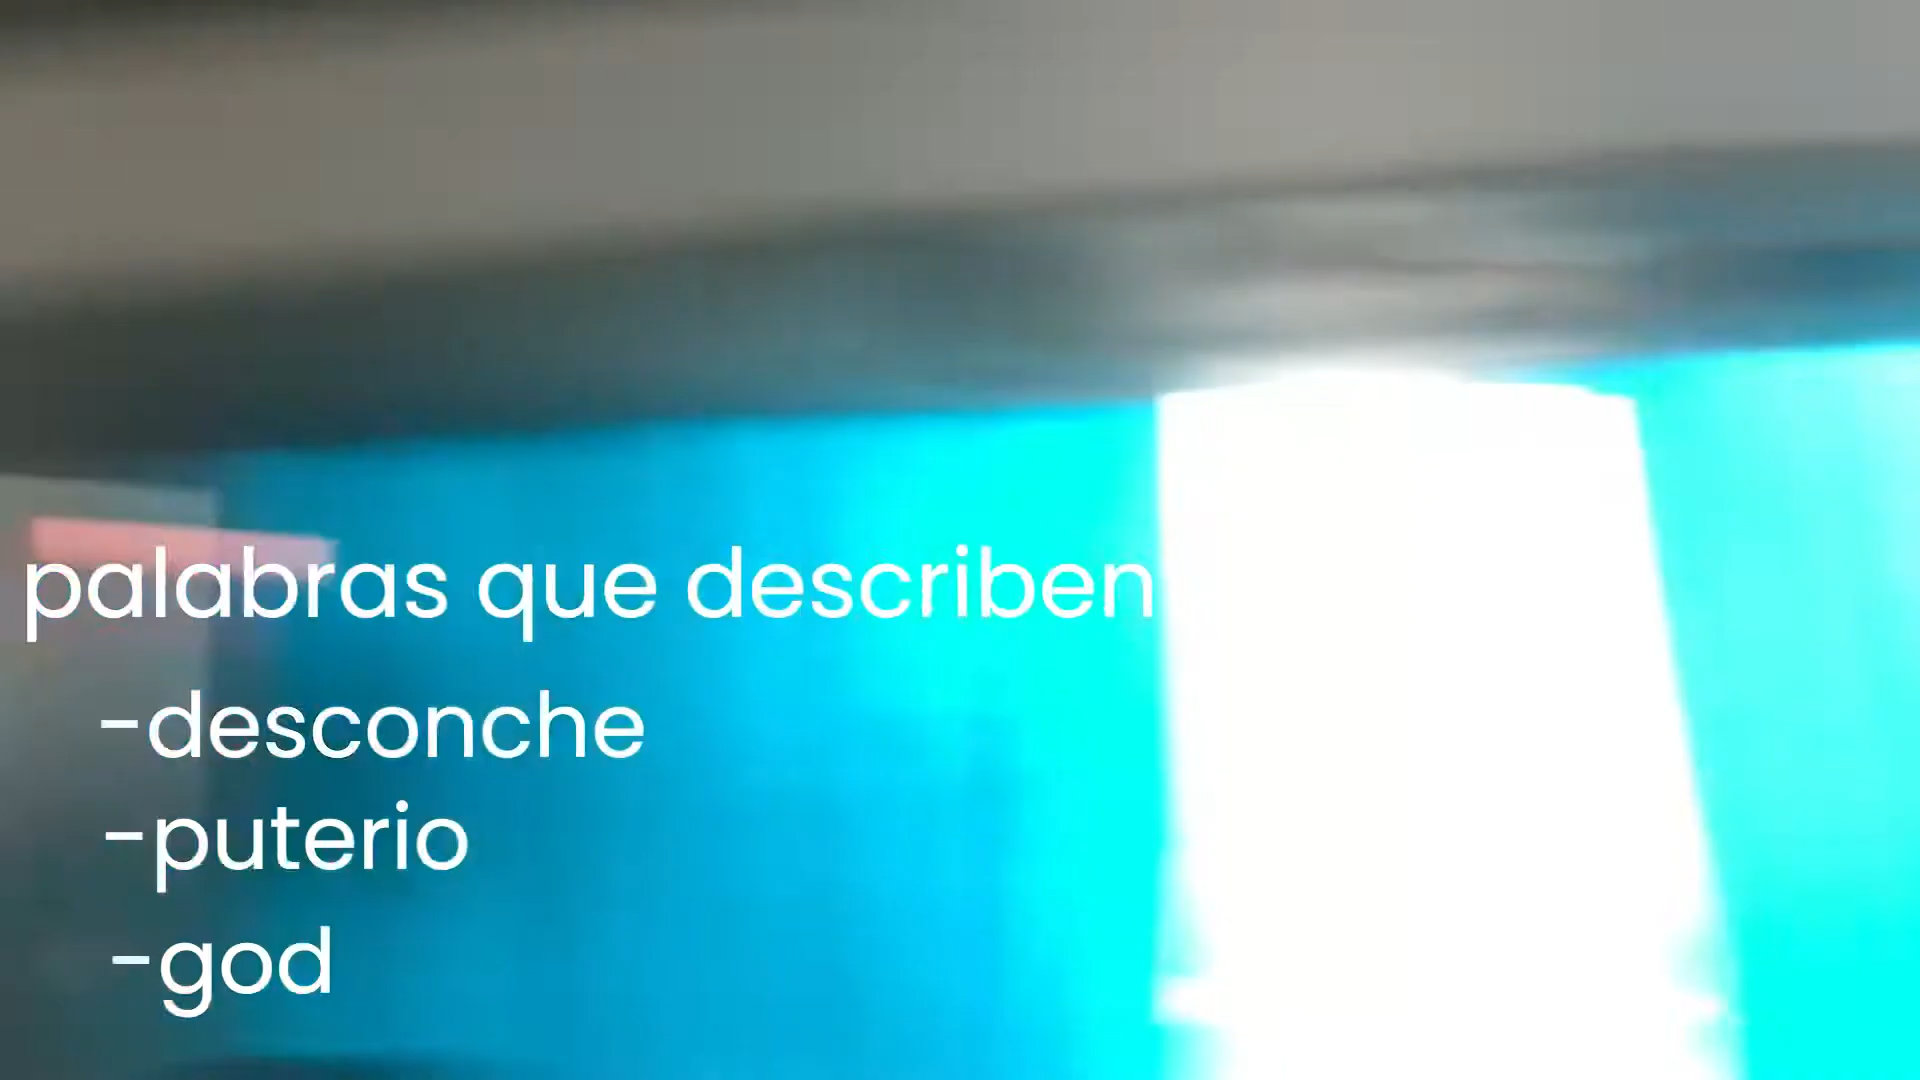 palabras que describen
-desconche
-puterio
-god